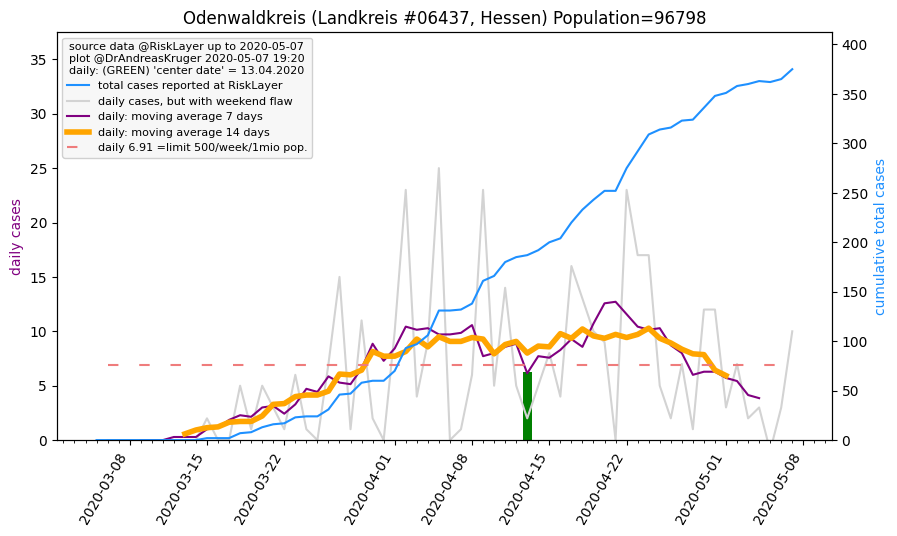 Odenwaldkreis (Landkreis #06437, Hessen) Population=96798
source data @RiskLayer up to 2020-05-07
plot @DrAndreasKruger 2020-05-07 19:20
daily: (GREEN) 'center date' = 13.04.2020
total cases reported at RiskLayer
daily cases, but with weekend flaw
daily: moving average 7 days
daily: moving average 14 days
daily 6.91 =limit 500/week/1mio pop.
daily cases
35
30
25
20
15
10
5
0
cumulative total cases
400
350
300
250
200
150
100
50
0
2020-03-08
2020-03-15
2020-03-22
2020-04-01
2020-04-08
2020-04-15
2020-04-22
2020-05-01
2020-05-08